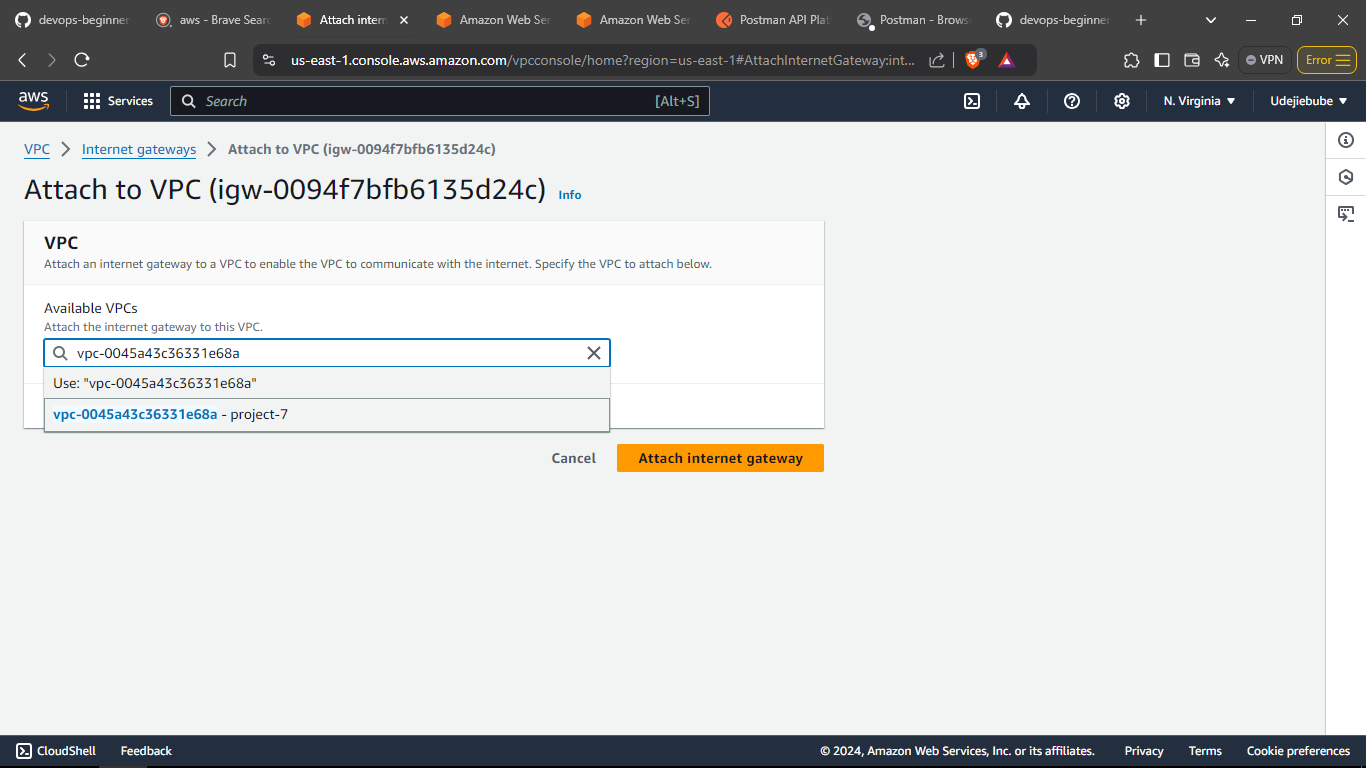 devops-beginner
aws - Brave Sear
Attach intern
Amazon Web Ser
Amazon Web Ser
Postman API Plat
Postman - Brows
devops-beginner
us-east-1.console.aws.amazon.com/vpcconsole/home?region=us-east-1#AttachInternetGateway:int...
3
VPN
Error
aws
Services
Search
[Alt+S]
N. Virginia
Udejiebube
VPC
Internet gateways
Attach to VPC (igw-0094f7bfb6135d24c)
Attach to VPC (igw-0094f7bfb6135d24c)
Info
VPC
Attach an internet gateway to a VPC to enable the VPC to communicate with the internet. Specify the VPC to attach below.
Available VPCs
Attach the internet gateway to this VPC.
vpc-0045a43c36331e68a
Use: "vpc-0045a43c36331e68a"
vpc-0045a43c36331e68a - project-7
Cancel
Attach internet gateway
CloudShell
Feedback
© 2024, Amazon Web Services, Inc. or its affiliates.
Privacy
Terms
Cookie preferences